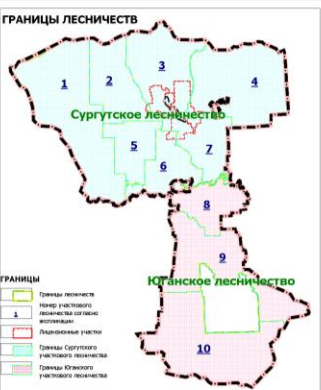 ГРАНИЦЫ ЛЕСНИЧЕСТВ
3
1
2
4
Сургутское лесничество
5
7
6
8
9
Юганское лесничество
10
ГРАНИЦЫ
Границы лесничеств
Номер участкового
1
лесничества согласно
экспликации
Лицензионные участки
Границы Сургутского
участкового лесничества
Границы Юганского
участкового лесничества